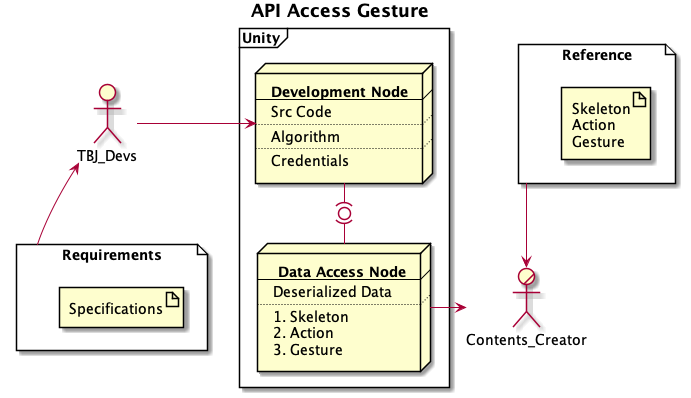 API Access Gesture
Unity
Development Node
Src Code
Algorithm
Credentials
TBJ_Devs
Reference
Skeleton
Action
Gesture
Requirements
Specifications
Data Access Node
Deserialized Data
1. Skeleton
2. Action
3. Gesture
Contents_Creator